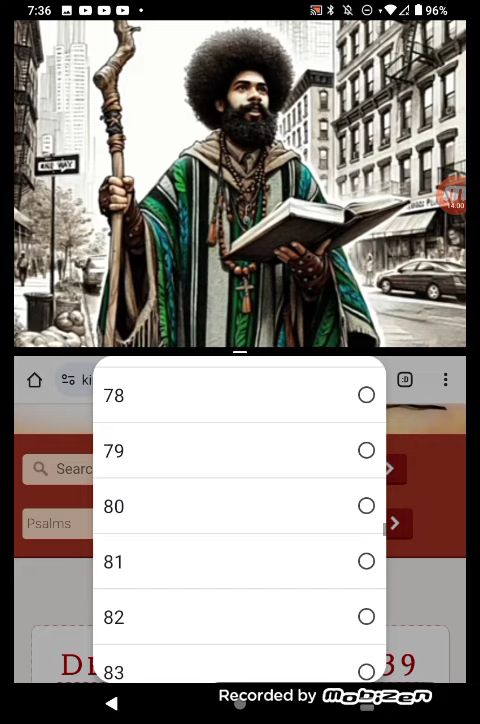 7:36
96%
ONE WAY
14:00
ki
:D
78
Searc
79
Psalms
80
81
82
83
39
Recorded by Mobizen